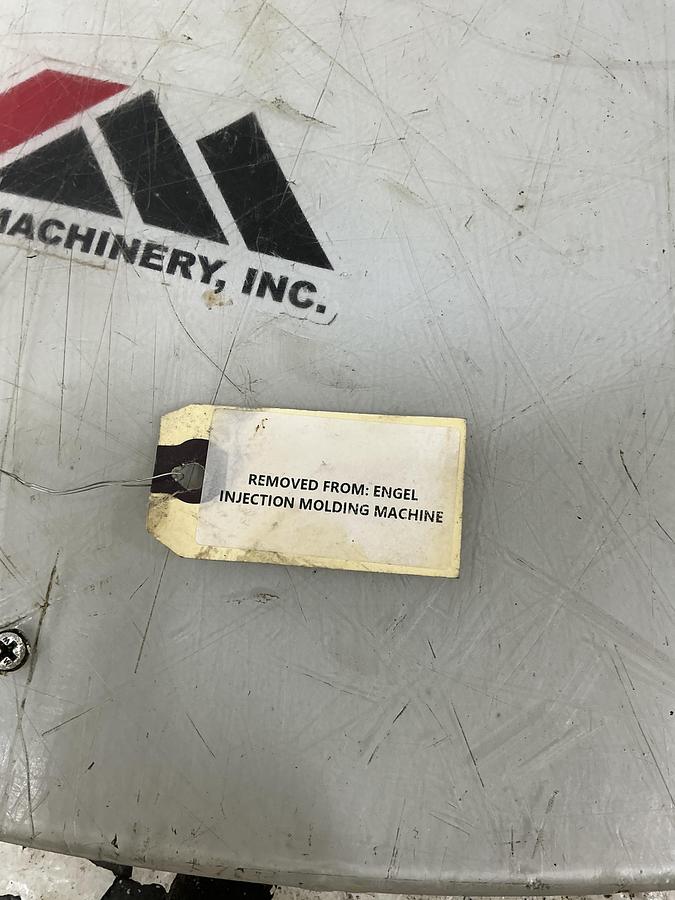 MACHINERY, INC.
REMOVED FROM: ENGEL
INJECTION MOLDING MACHINE